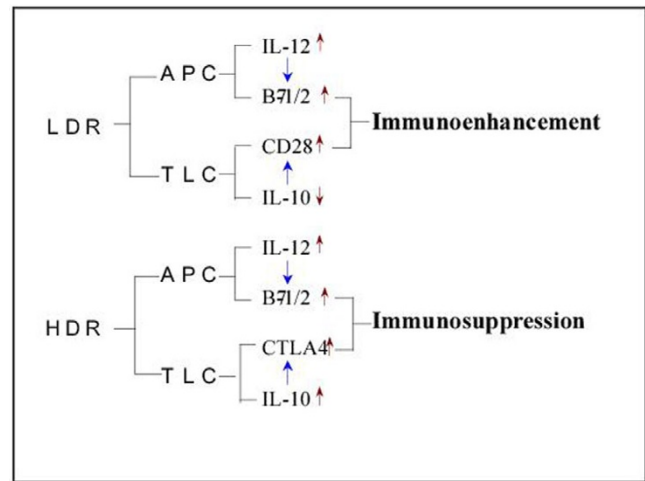 IL-12
APC
B7-1/2
LDR
Immunoenhancement
CD28
TLC
IL-10
IL-12
APC
B7-1/2
HDR
Immunosuppression
CTLA4
TLC
IL-10